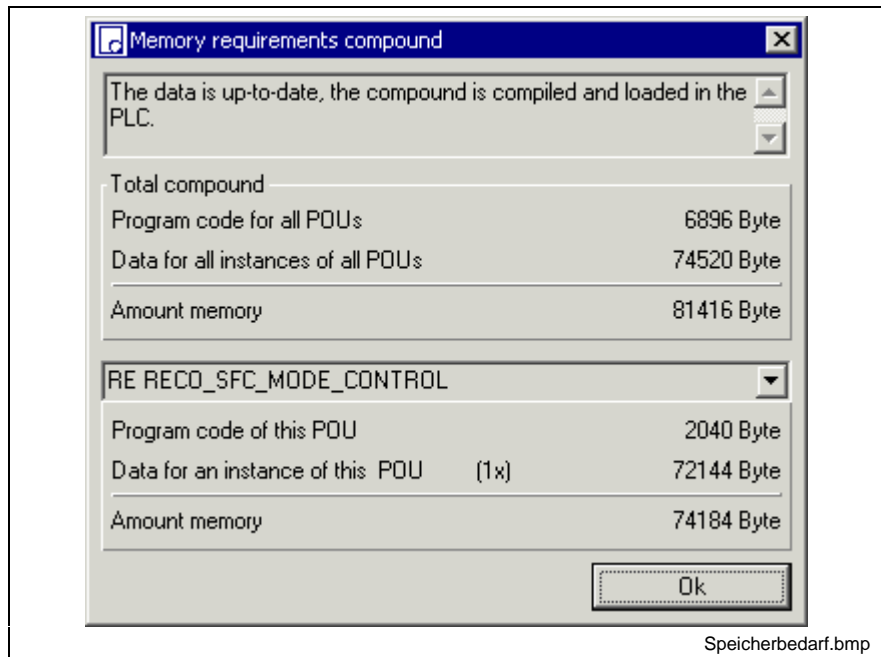 Memory requirements compound
The data is up-to-date, the compound is compiled and loaded in the
PLC.
Total compound
Program code for all POUs 6896 Byte
Data for all instances of all POUs 74520 Byte
Amount memory 81416 Byte
RE RECO_SFC_MODE_CONTROL
Program code of this POU 2040 Byte
Data for an instance of this POU (1x) 72144 Byte
Amount memory 74184 Byte
Ok
Speicherbedarf.bmp